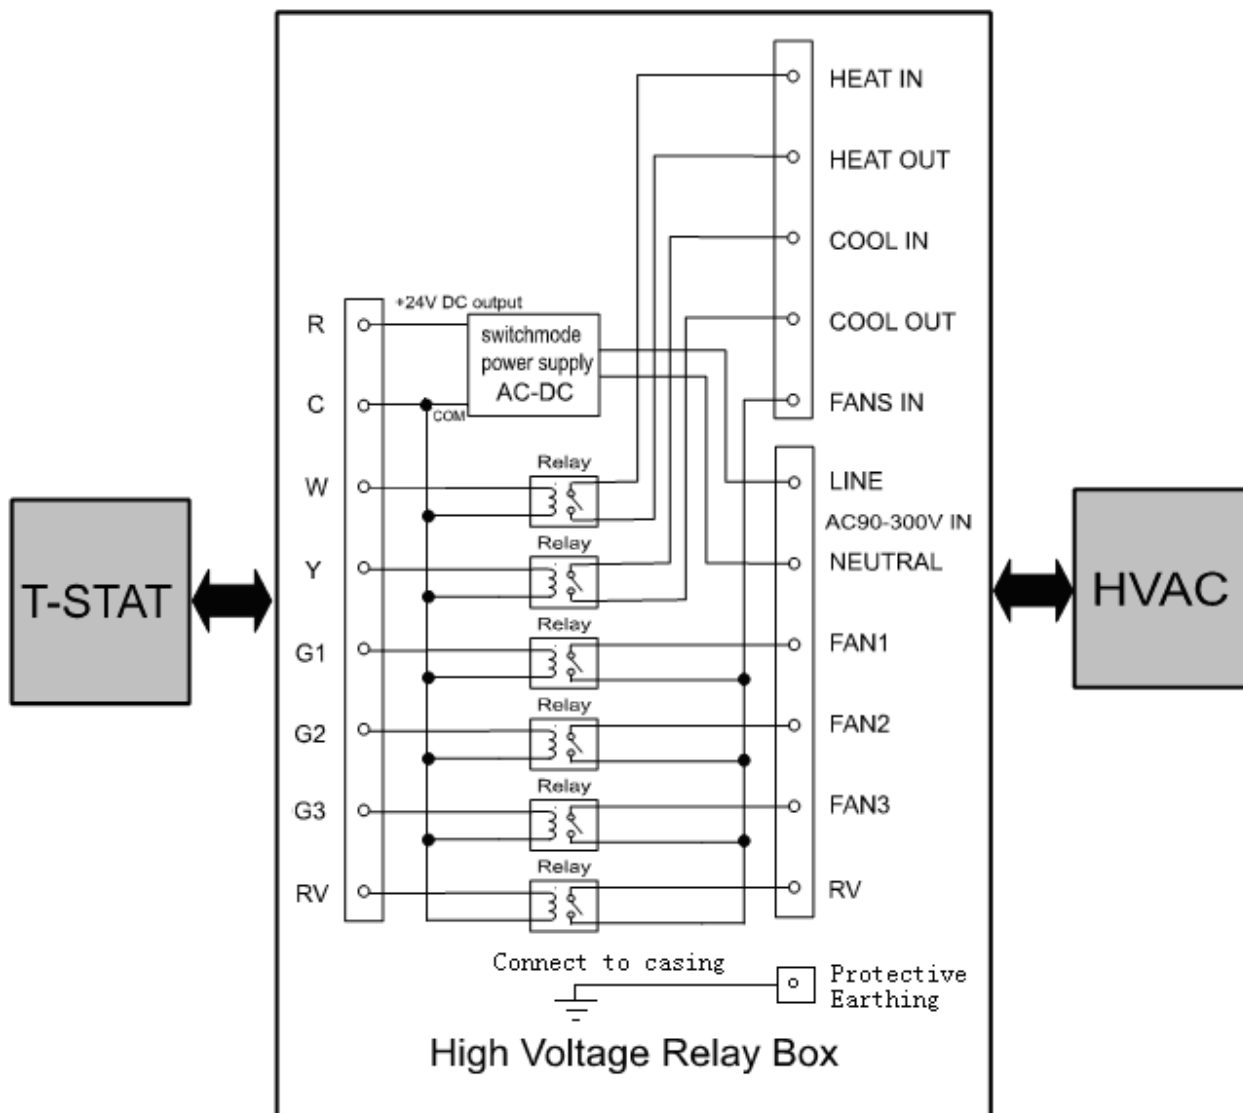 HEAT IN
HEAT OUT
COOL IN
COOL OUT
FANS IN
R
+24V DC output
switchmode
power supply
AC-DC
C
COM
W
Relay
LINE
AC90-300V IN
Y
Relay
NEUTRAL
T-STAT
HVAC
G1
Relay
FAN1
G2
Relay
FAN2
G3
Relay
FAN3
RV
Relay
RV
Connect to casing
Protective
Earthing
High Voltage Relay Box